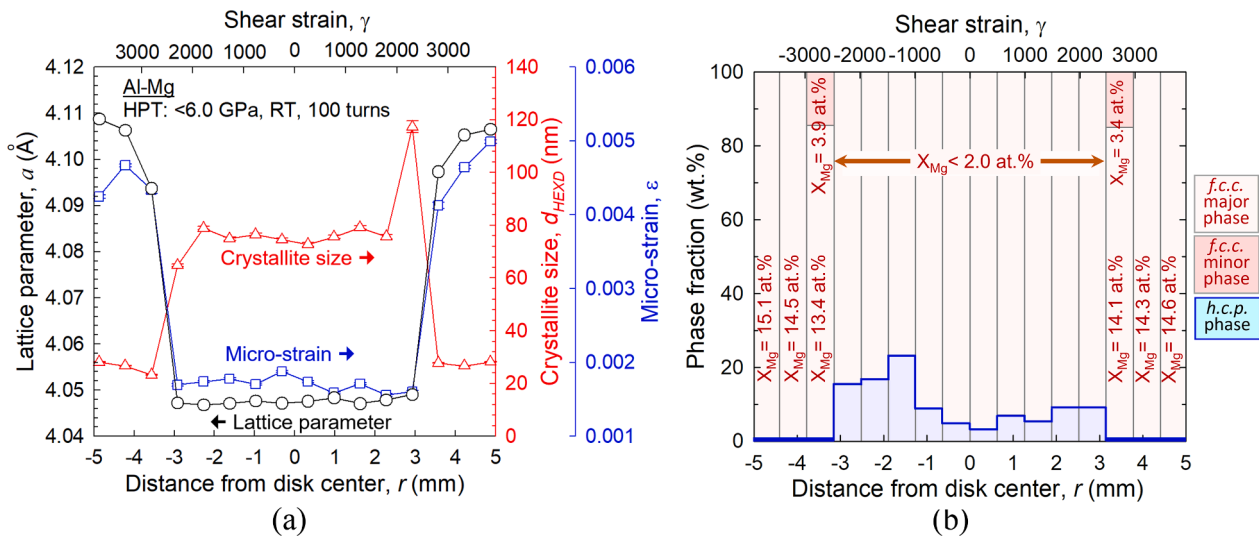 Shear strain, γ
3000 2000 1000 0 1000 2000 3000
4.12
4.11
4.10
4.09
4.08
4.07
4.06
4.05
4.04
Lattice parameter, a (Å)
Al-Mg
HPT: <6.0 GPa, RT, 100 turns
Crystallite size →
Micro-strain →
← Lattice parameter
140
120
100
80
60
40
20
0
Crystallite size, d_HEXD (nm)
0.006
0.005
0.004
0.003
0.002
0.001
Micro-strain, ε
-5 -4 -3 -2 -1 0 1 2 3 4 5
Distance from disk center, r (mm)
(a)
Shear strain, γ
-3000 -2000 -1000 0 1000 2000 3000
100
80
60
40
20
0
Phase fraction (wt.%)
X_Mg = 15.1 at.%
X_Mg = 14.5 at.%
X_Mg = 13.4 at.%
X_Mg = 3.9 at.%
X_Mg < 2.0 at.%
X_Mg = 3.4 at.%
X_Mg = 14.1 at.%
X_Mg = 14.3 at.%
X_Mg = 14.6 at.%
-5 -4 -3 -2 -1 0 1 2 3 4 5
Distance from disk center, r (mm)
(b)
f.c.c.
major
phase
f.c.c.
minor
phase
h.c.p.
phase